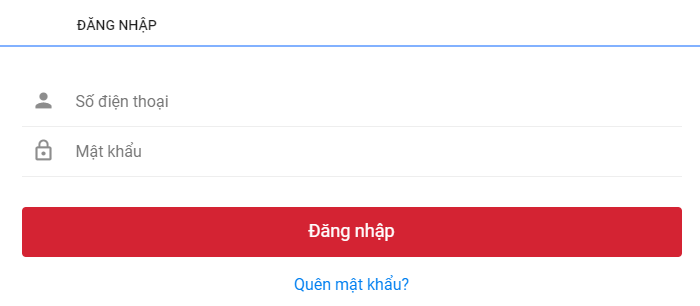 ĐĂNG NHẬP
Số điện thoại
Mật khẩu
Đăng nhập
Quên mật khẩu?